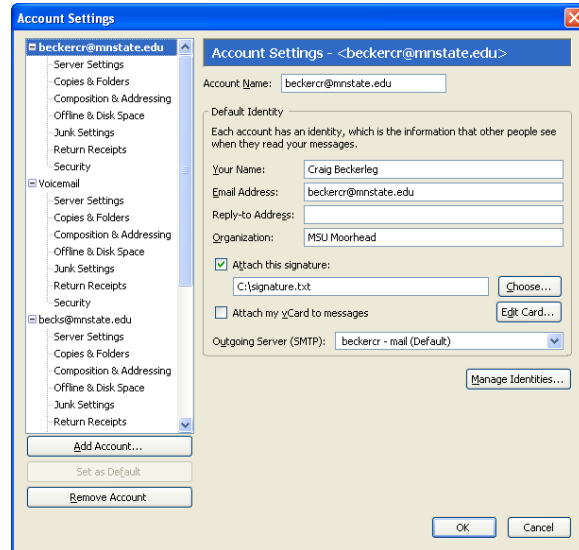 Account Settings
beckercr@mnstate.edu
Server Settings
Copies & Folders
Composition & Addressing
Offline & Disk Space
Junk Settings
Return Receipts
Security
Voicemail
Server Settings
Copies & Folders
Composition & Addressing
Offline & Disk Space
Junk Settings
Return Receipts
Security
becks@mnstate.edu
Server Settings
Copies & Folders
Composition & Addressing
Offline & Disk Space
Junk Settings
Return Receipts
Add Account...
Set as Default
Remove Account
Account Settings - <beckercr@mnstate.edu>
Account Name: beckercr@mnstate.edu
Default Identity
Each account has an identity, which is the information that other people see
when they read your messages.
Your Name: Craig Beckerleg
Email Address: beckercr@mnstate.edu
Reply-to Address:
Organization: MSU Moorhead
Attach this signature:
C:\signature.txt Choose...
Attach my vCard to messages Edit Card...
Outgoing Server (SMTP): beckercr - mail (Default)
Manage Identities...
OK Cancel